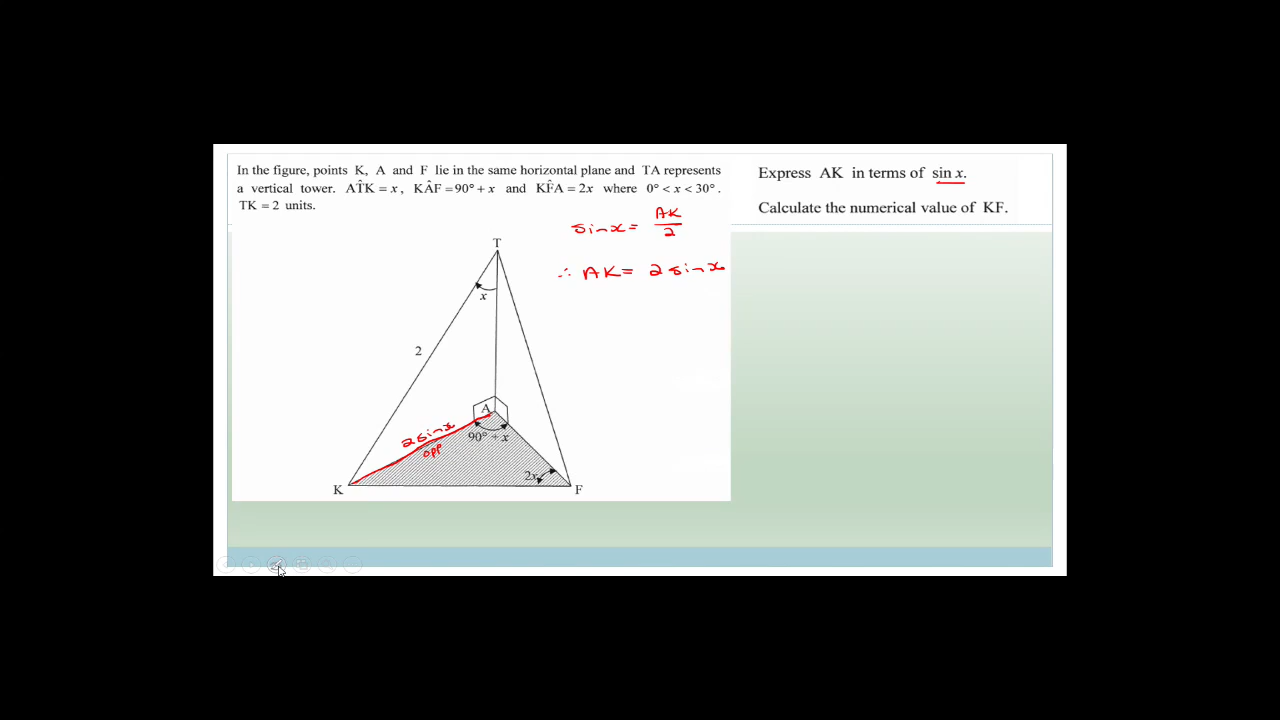 In the figure, points K, A and F lie in the same horizontal plane and TA represents
a vertical tower. AT̂K = x, KÂF = 90° + x and KF̂A = 2x where 0° < x < 30°.
TK = 2 units.
Express AK in terms of sin x.
Calculate the numerical value of KF.
sin x = AK/2
∴ AK = 2 sin x
T
x
2
A
2 sin x
opp
90° + x
2x
K
F